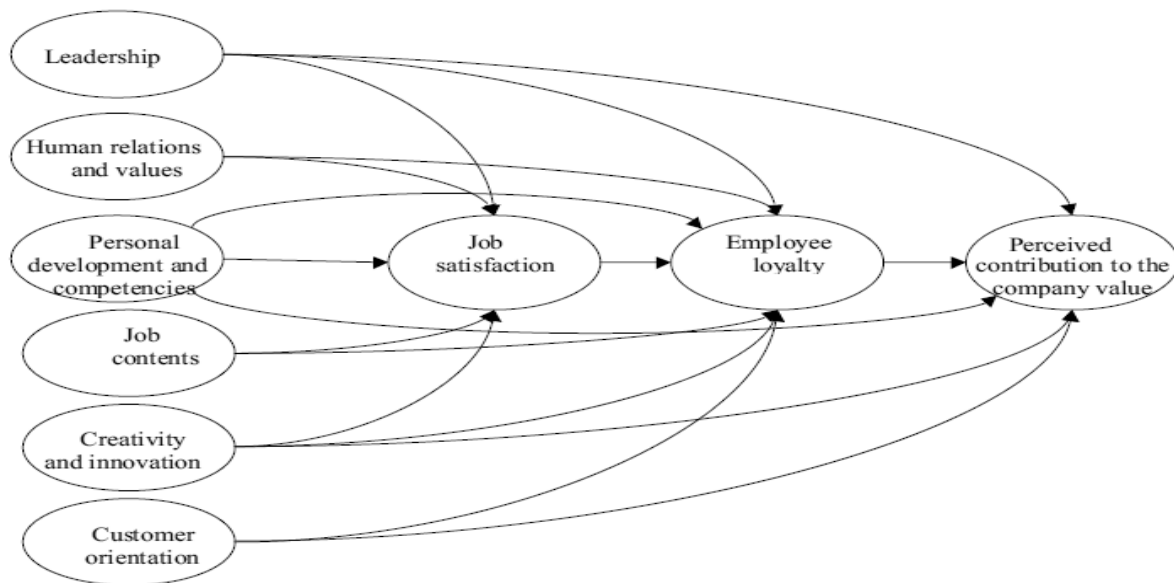 Leadership
Human relations
and values
Personal
development and
competencies
Job
contents
Creativity
and innovation
Customer
orientation
Job
satisfaction
Employee
loyalty
Perceived
contribution to the
company value